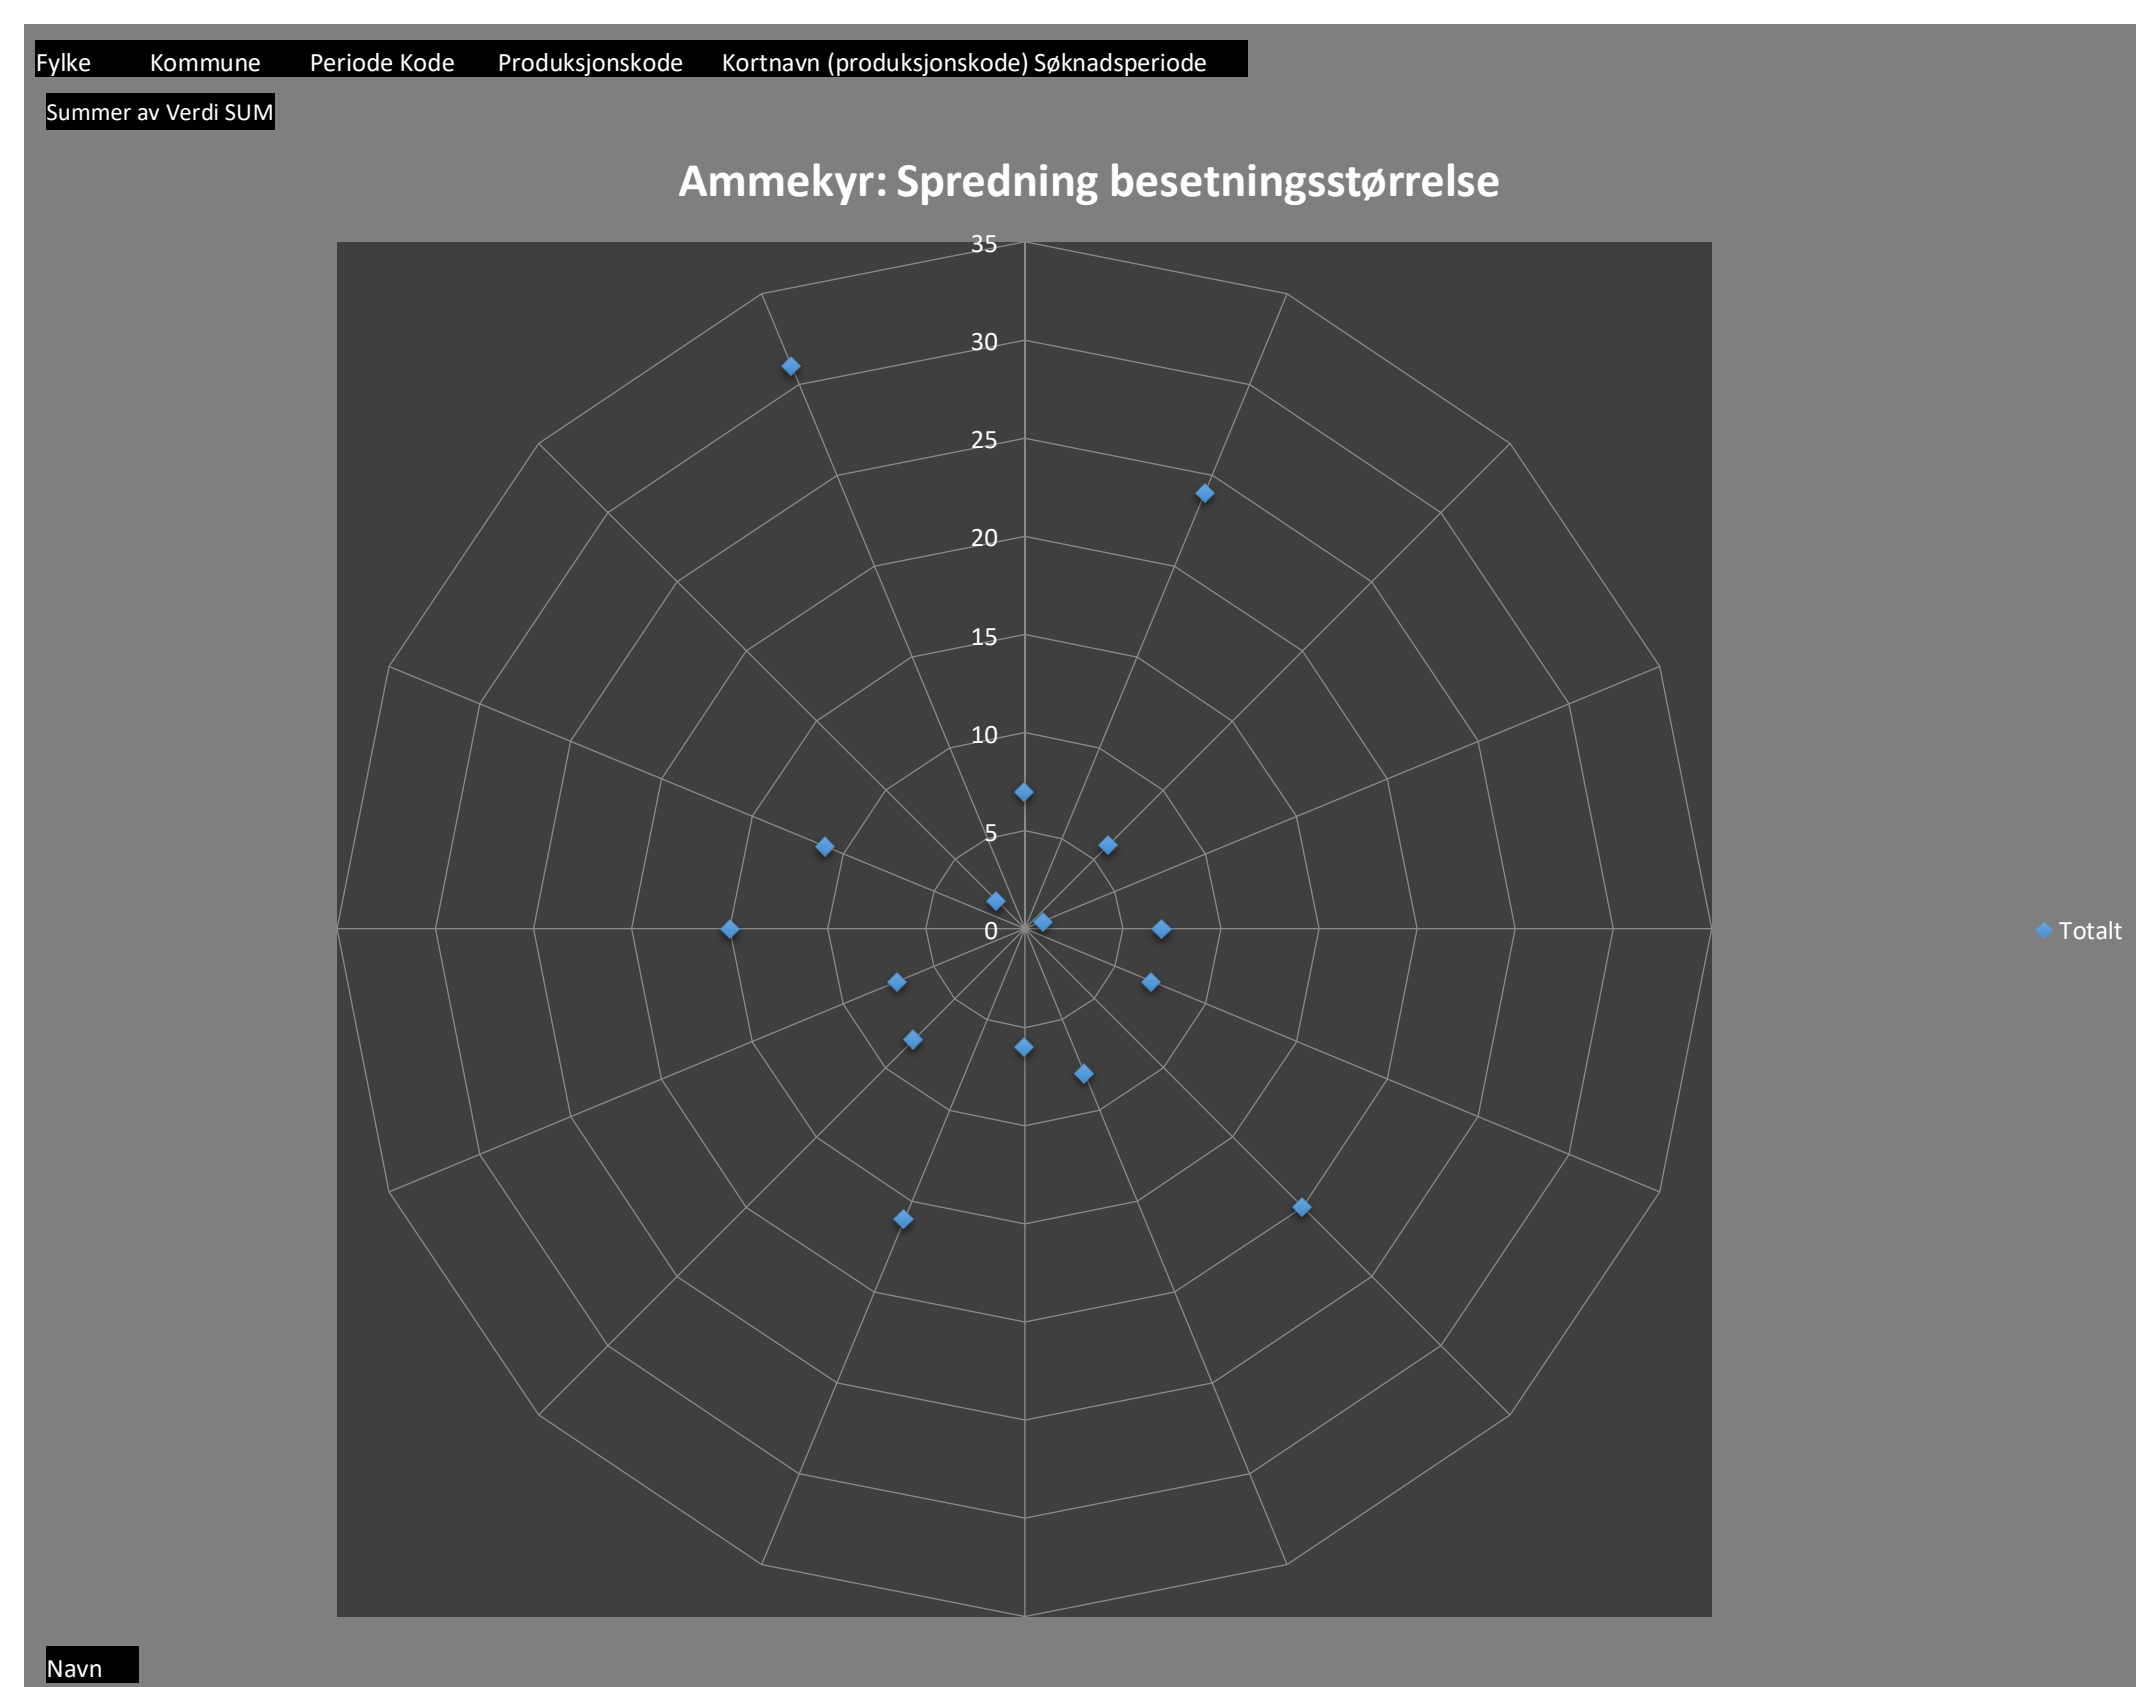 Fylke Kommune Periode Kode Produksjonskode Kortnavn (produksjonskode) Søknadsperiode
Summer av Verdi SUM
Ammekyr: Spredning besetningsstørrelse
35
30
25
20
15
10
5
0
Totalt
Navn